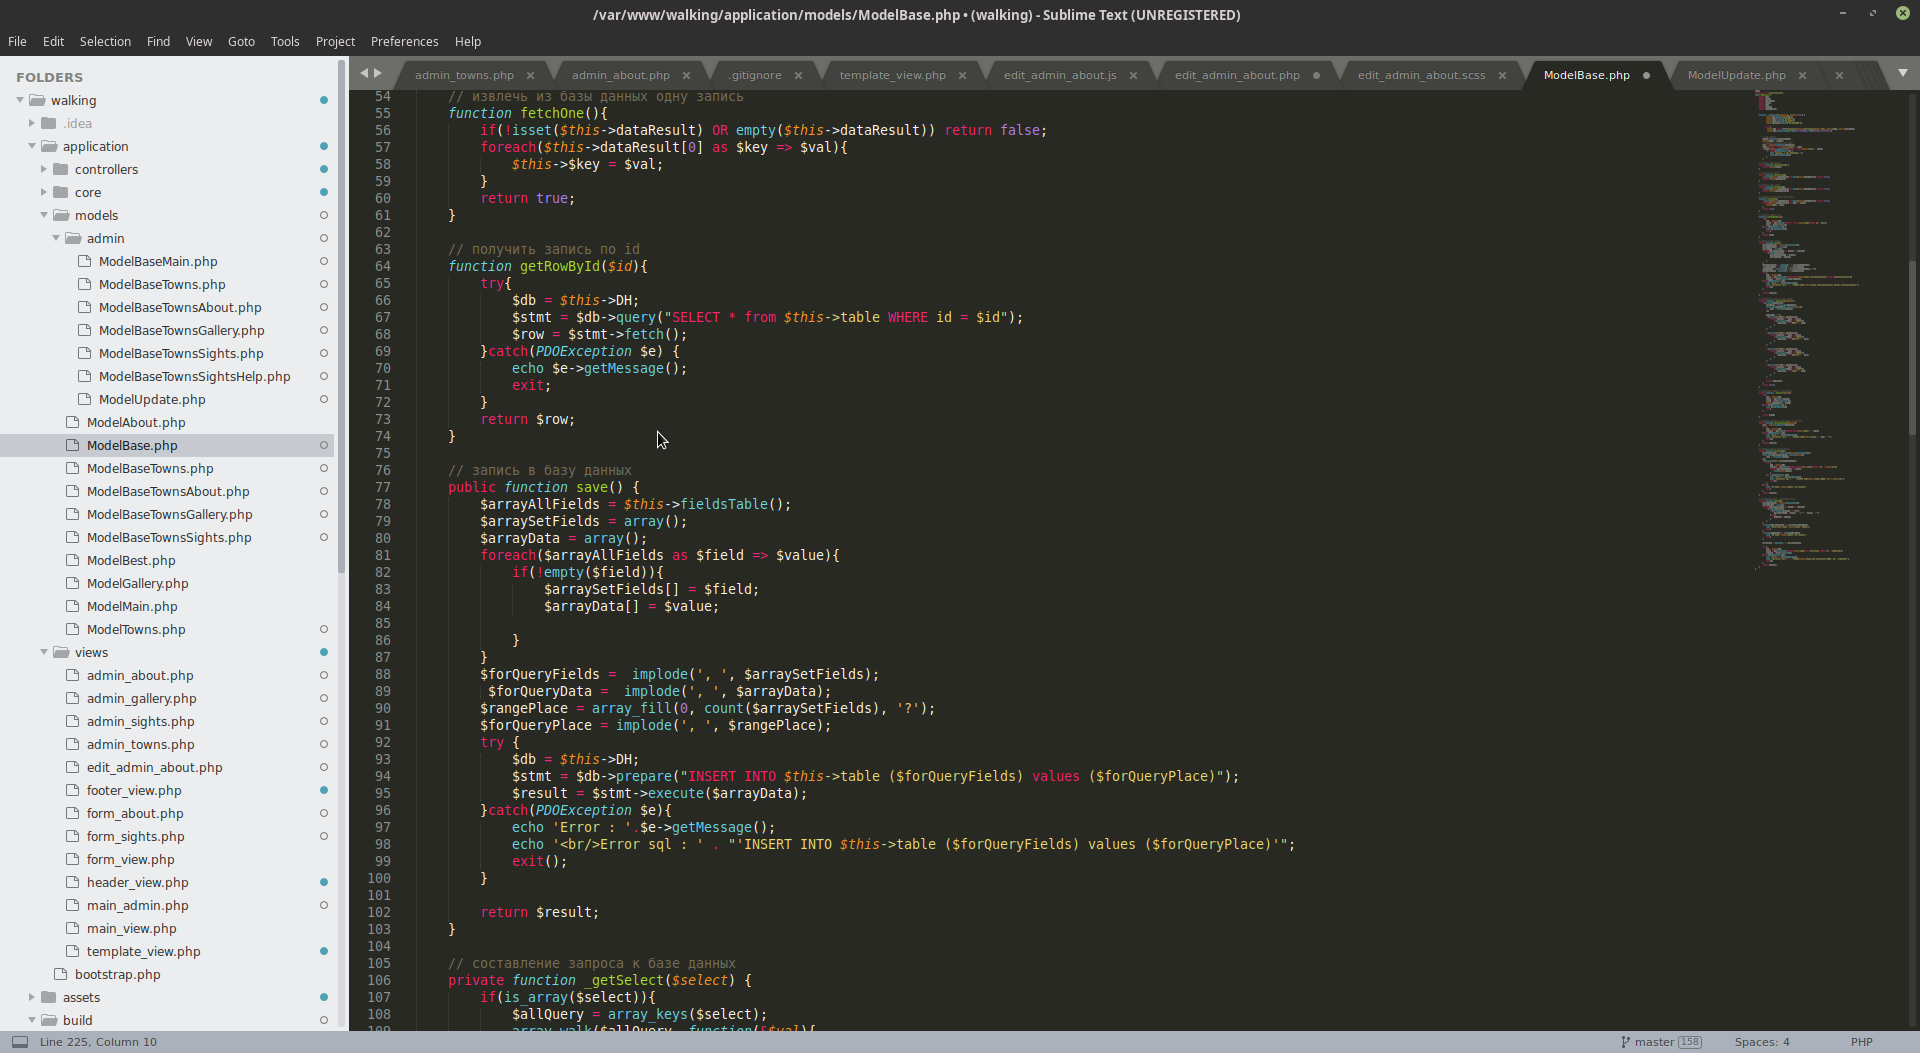 /var/www/walking/application/models/ModelBase.php • (walking) - Sublime Text (UNREGISTERED)
File Edit Selection Find View Goto Tools Project Preferences Help
FOLDERS
walking
.idea
application
controllers
core
models
admin
ModelBaseMain.php
ModelBaseTowns.php
ModelBaseTownsAbout.php
ModelBaseTownsGallery.php
ModelBaseTownsSights.php
ModelBaseTownsSightsHelp.php
ModelUpdate.php
ModelAbout.php
ModelBase.php
ModelBaseTowns.php
ModelBaseTownsAbout.php
ModelBaseTownsGallery.php
ModelBaseTownsSights.php
ModelBest.php
ModelGallery.php
ModelMain.php
ModelTowns.php
views
admin_about.php
admin_gallery.php
admin_sights.php
admin_towns.php
edit_admin_about.php
footer_view.php
form_about.php
form_sights.php
form_view.php
header_view.php
main_admin.php
main_view.php
template_view.php
bootstrap.php
assets
build
admin_towns.php admin_about.php .gitignore template_view.php edit_admin_about.js edit_admin_about.php edit_admin_about.scss ModelBase.php ModelUpdate.php
54 // извлечь из базы данных одну запись
55 function fetchOne(){
56 if(!isset($this->dataResult) OR empty($this->dataResult)) return false;
57 foreach($this->dataResult[0] as $key => $val){
58 $this->$key = $val;
59 }
60 return true;
61 }
62
63 // получить запись по id
64 function getRowById($id){
65 try{
66 $db = $this->DH;
67 $stmt = $db->query("SELECT * from $this->table WHERE id = $id");
68 $row = $stmt->fetch();
69 }catch(PDOException $e) {
70 echo $e->getMessage();
71 exit;
72 }
73 return $row;
74 }
75
76 // запись в базу данных
77 public function save() {
78 $arrayAllFields = $this->fieldsTable();
79 $arraySetFields = array();
80 $arrayData = array();
81 foreach($arrayAllFields as $field => $value){
82 if(!empty($field)){
83 $arraySetFields[] = $field;
84 $arrayData[] = $value;
85
86 }
87 }
88 $forQueryFields =  implode(', ', $arraySetFields);
89 $forQueryData =  implode(', ', $arrayData);
90 $rangePlace = array_fill(0, count($arraySetFields), '?');
91 $forQueryPlace = implode(', ', $rangePlace);
92 try {
93 $db = $this->DH;
94 $stmt = $db->prepare("INSERT INTO $this->table ($forQueryFields) values ($forQueryPlace)");
95 $result = $stmt->execute($arrayData);
96 }catch(PDOException $e){
97 echo 'Error : '.$e->getMessage();
98 echo '<br/>Error sql : ' . "'INSERT INTO $this->table ($forQueryFields) values ($forQueryPlace)'";
99 exit();
100 }
101
102 return $result;
103 }
104
105 // составление запроса к базе данных
106 private function _getSelect($select) {
107 if(is_array($select)){
108 $allQuery = array_keys($select);
109 array_walk($allQuery, function(&$val){
Line 225, Column 10 master 158 Spaces: 4 PHP